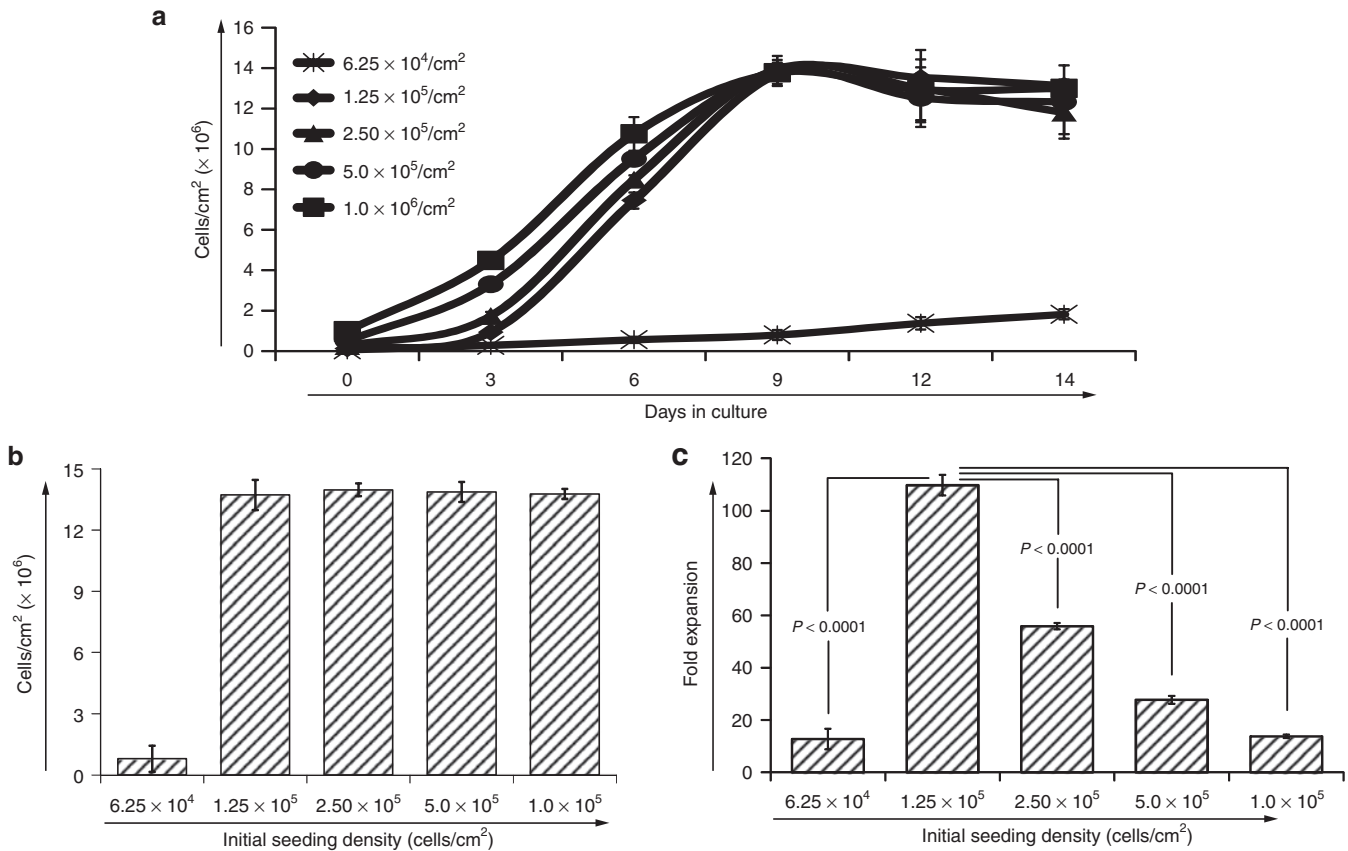 a
16
14
12
10
8
6
4
2
0
Cells/cm² (× 10⁶)
6.25 × 10⁴/cm²
1.25 × 10⁵/cm²
2.50 × 10⁵/cm²
5.0 × 10⁵/cm²
1.0 × 10⁶/cm²
0 3 6 9 12 14
Days in culture
b
15
12
9
6
3
0
Cells/cm² (× 10⁶)
6.25 × 10⁴ 1.25 × 10⁵ 2.50 × 10⁵ 5.0 × 10⁵ 1.0 × 10⁵
Initial seeding density (cells/cm²)
c
120
100
80
60
40
20
0
Fold expansion
P < 0.0001
P < 0.0001
P < 0.0001
P < 0.0001
6.25 × 10⁴ 1.25 × 10⁵ 2.50 × 10⁵ 5.0 × 10⁵ 1.0 × 10⁵
Initial seeding density (cells/cm²)